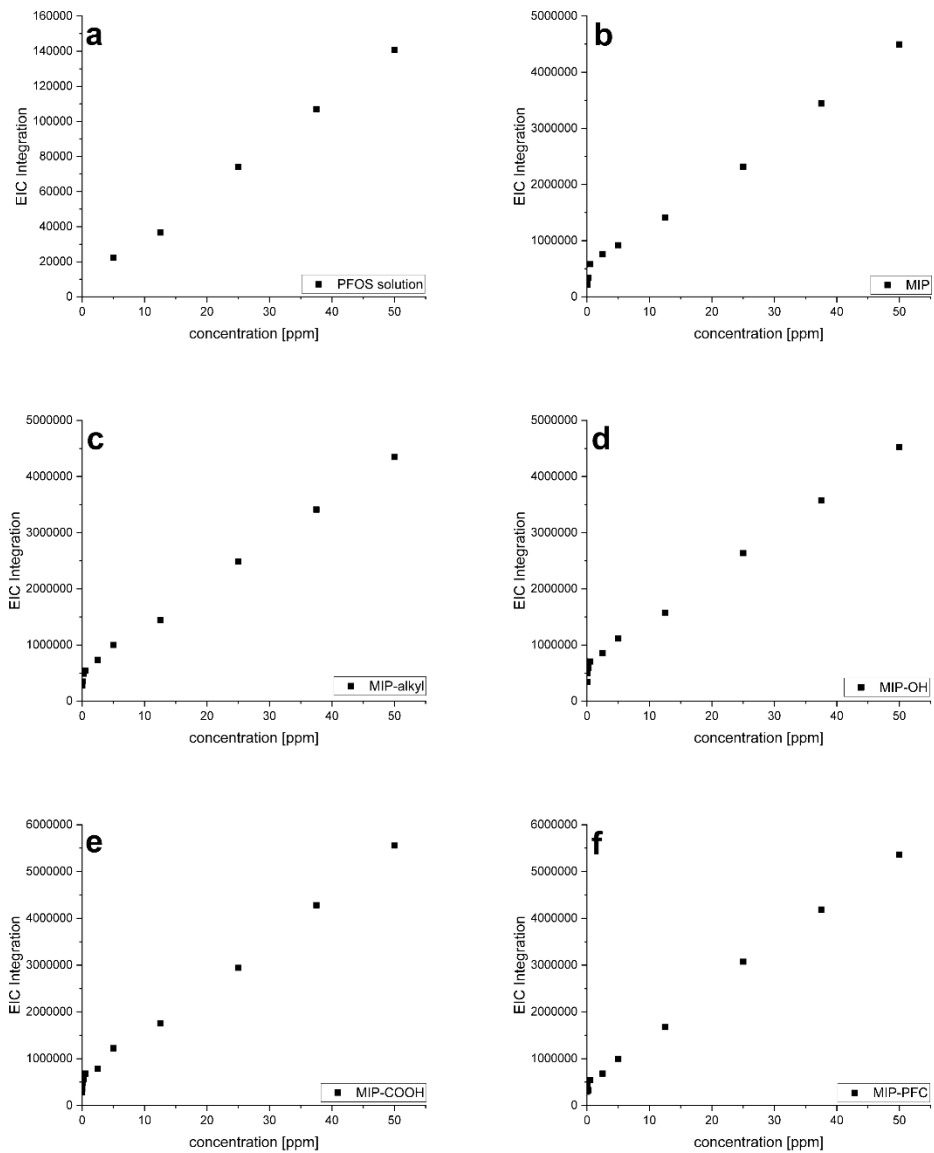 a
160000
140000
120000
100000
80000
60000
40000
20000
0
EIC Integration
PFOS solution
0 10 20 30 40 50
concentration [ppm]
b
5000000
4000000
3000000
2000000
1000000
0
EIC Integration
MIP
0 10 20 30 40 50
concentration [ppm]
c
5000000
4000000
3000000
2000000
1000000
0
EIC Integration
MIP-alkyl
0 10 20 30 40 50
concentration [ppm]
d
5000000
4000000
3000000
2000000
1000000
0
EIC Integration
MIP-OH
0 10 20 30 40 50
concentration [ppm]
e
6000000
5000000
4000000
3000000
2000000
1000000
0
EIC Integration
MIP-COOH
0 10 20 30 40 50
concentration [ppm]
f
6000000
5000000
4000000
3000000
2000000
1000000
0
EIC Integration
MIP-PFC
0 10 20 30 40 50
concentration [ppm]